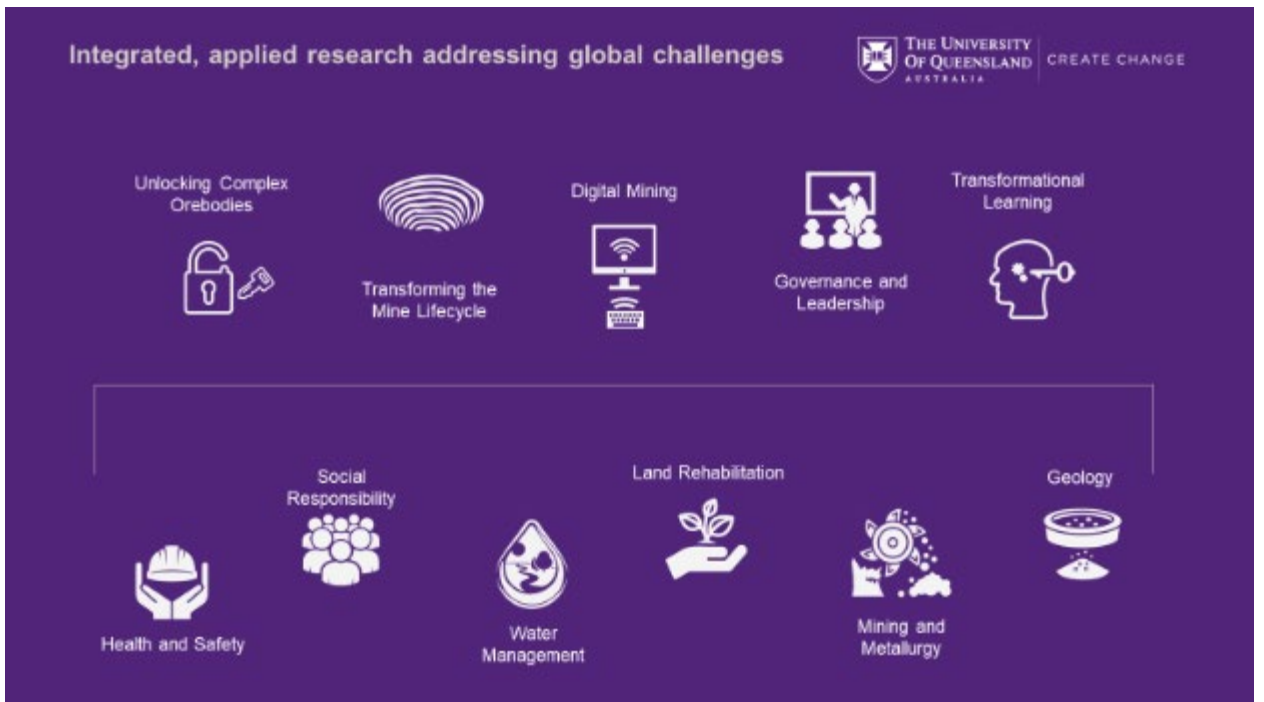 Integrated, applied research addressing global challenges
THE UNIVERSITY
OF QUEENSLAND
AUSTRALIA
CREATE CHANGE
Unlocking Complex
Orebodies
Transforming the
Mine Lifecycle
Digital Mining
Governance and
Leadership
Transformational
Learning
Health and Safety
Social
Responsibility
Water
Management
Land Rehabilitation
Mining and
Metallurgy
Geology